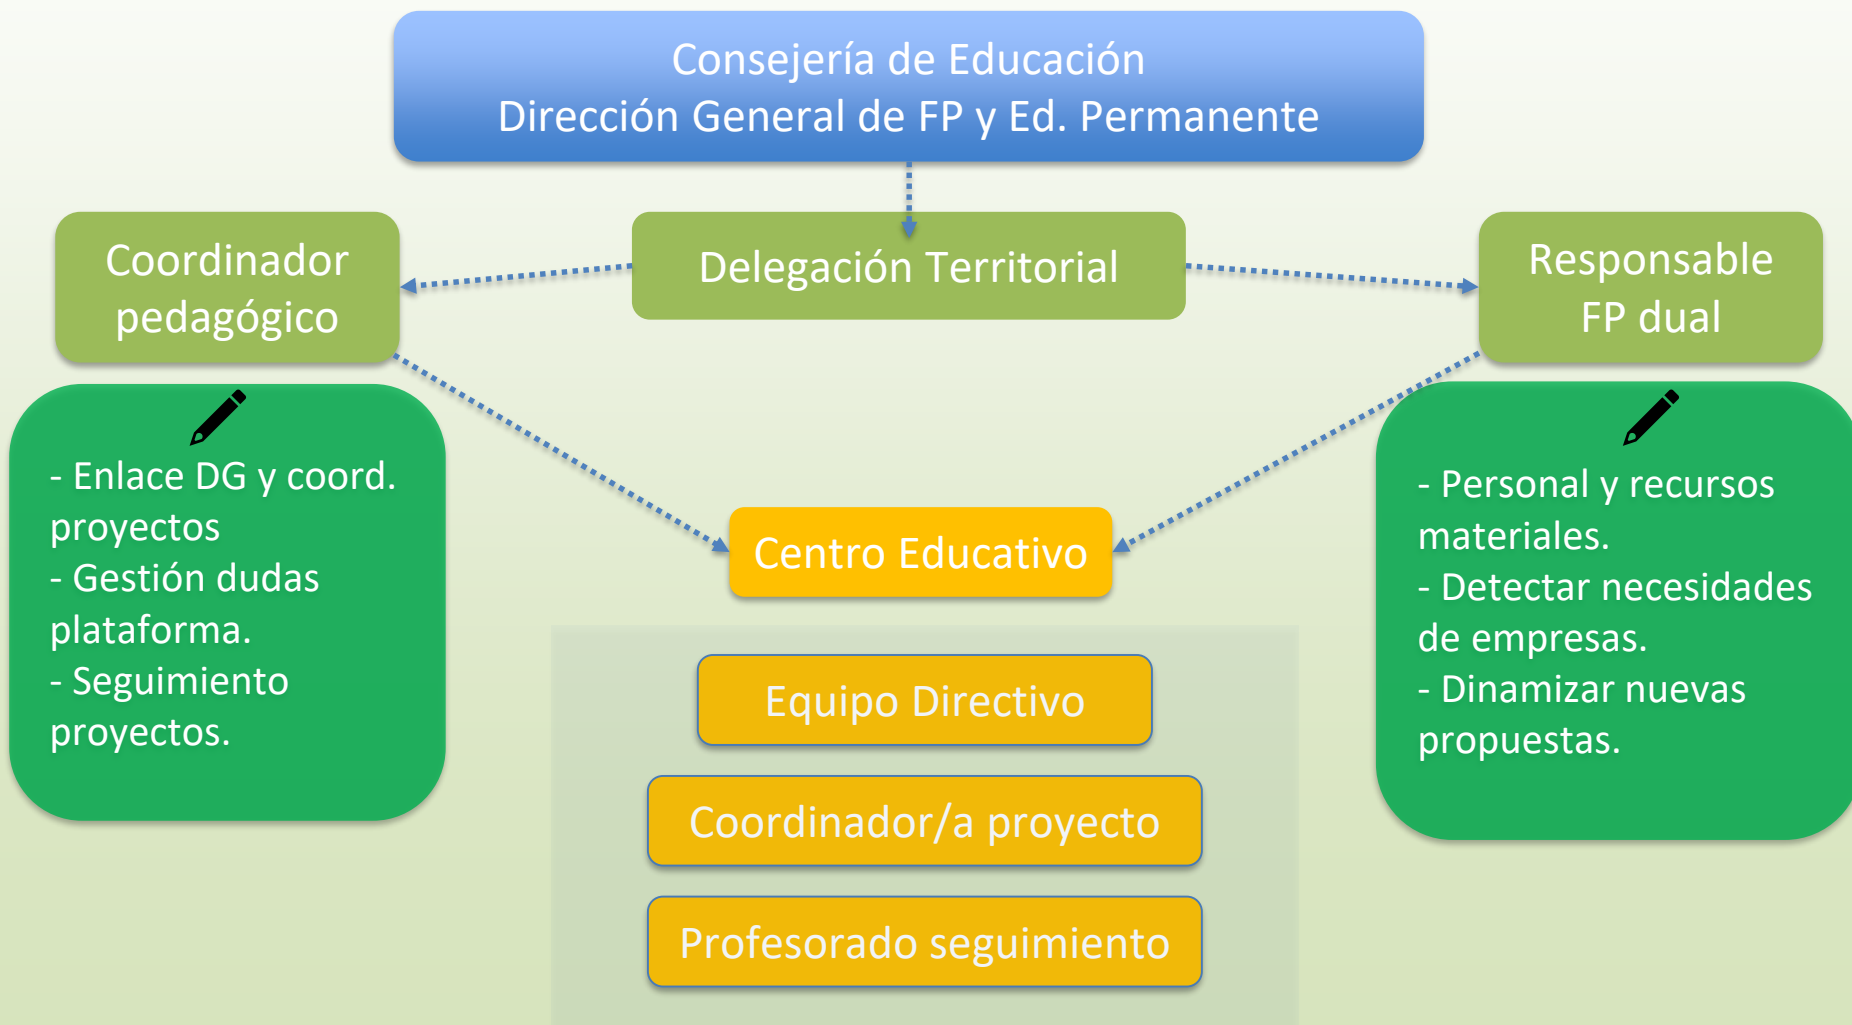 Consejería de Educación
Dirección General de FP y Ed. Permanente
Coordinador
pedagógico
Delegación Territorial
Responsable
FP dual
- Enlace DG y coord.
proyectos
- Gestión dudas
plataforma.
- Seguimiento
proyectos.
- Personal y recursos
materiales.
- Detectar necesidades
de empresas.
- Dinamizar nuevas
propuestas.
Centro Educativo
Equipo Directivo
Coordinador/a proyecto
Profesorado seguimiento